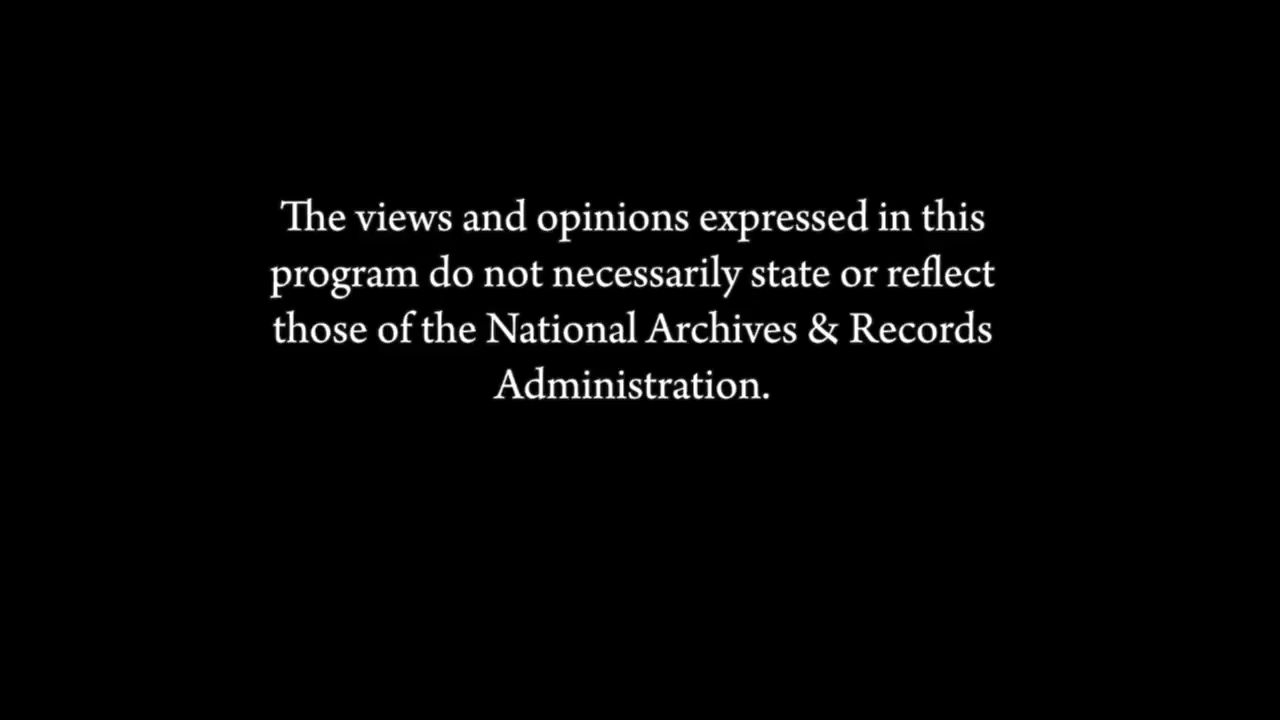 The views and opinions expressed in this
program do not necessarily state or reflect
those of the National Archives & Records
Administration.